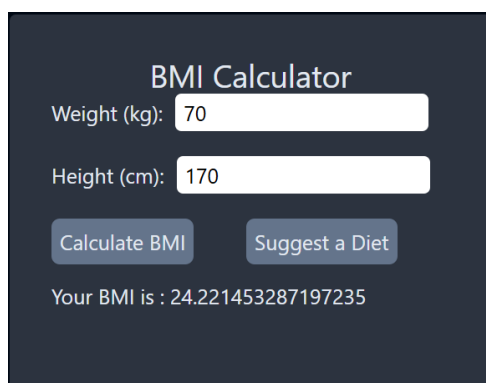 BMI Calculator
Weight (kg): 70
Height (cm): 170
Calculate BMI Suggest a Diet
Your BMI is : 24.221453287197235